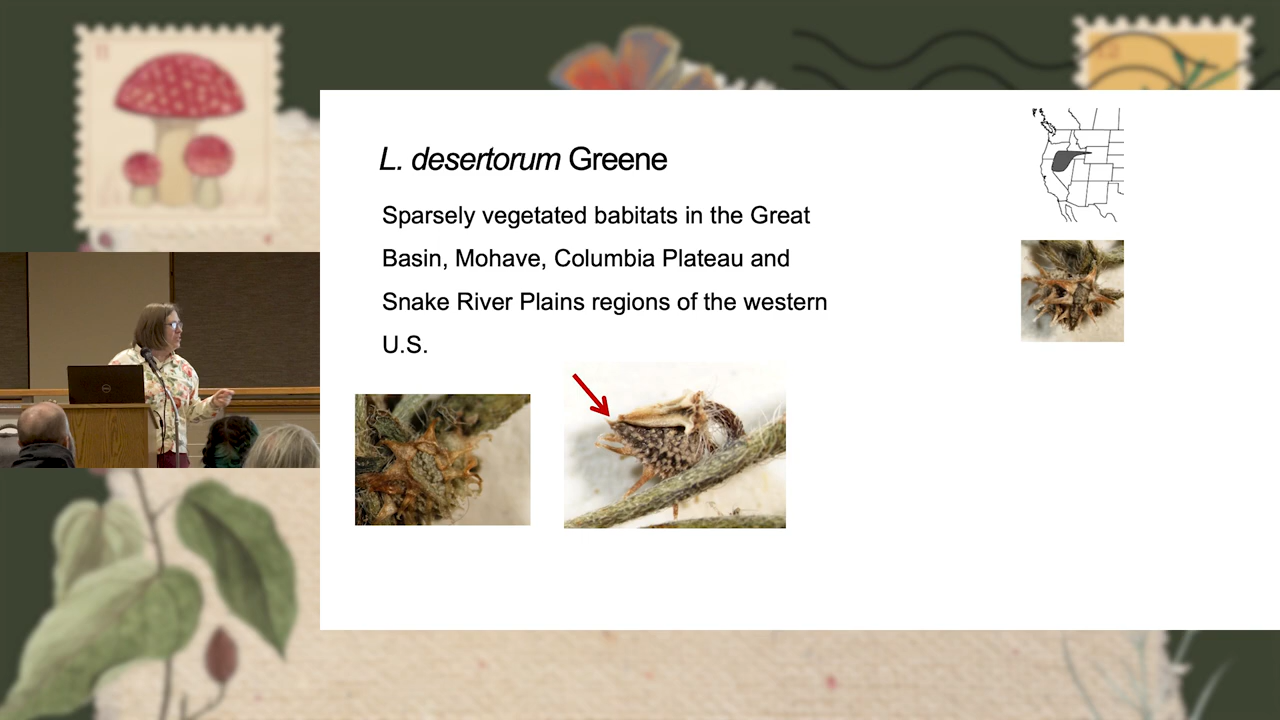 L. desertorum Greene
Sparsely vegetated babitats in the Great
Basin, Mohave, Columbia Plateau and
Snake River Plains regions of the western
U.S.